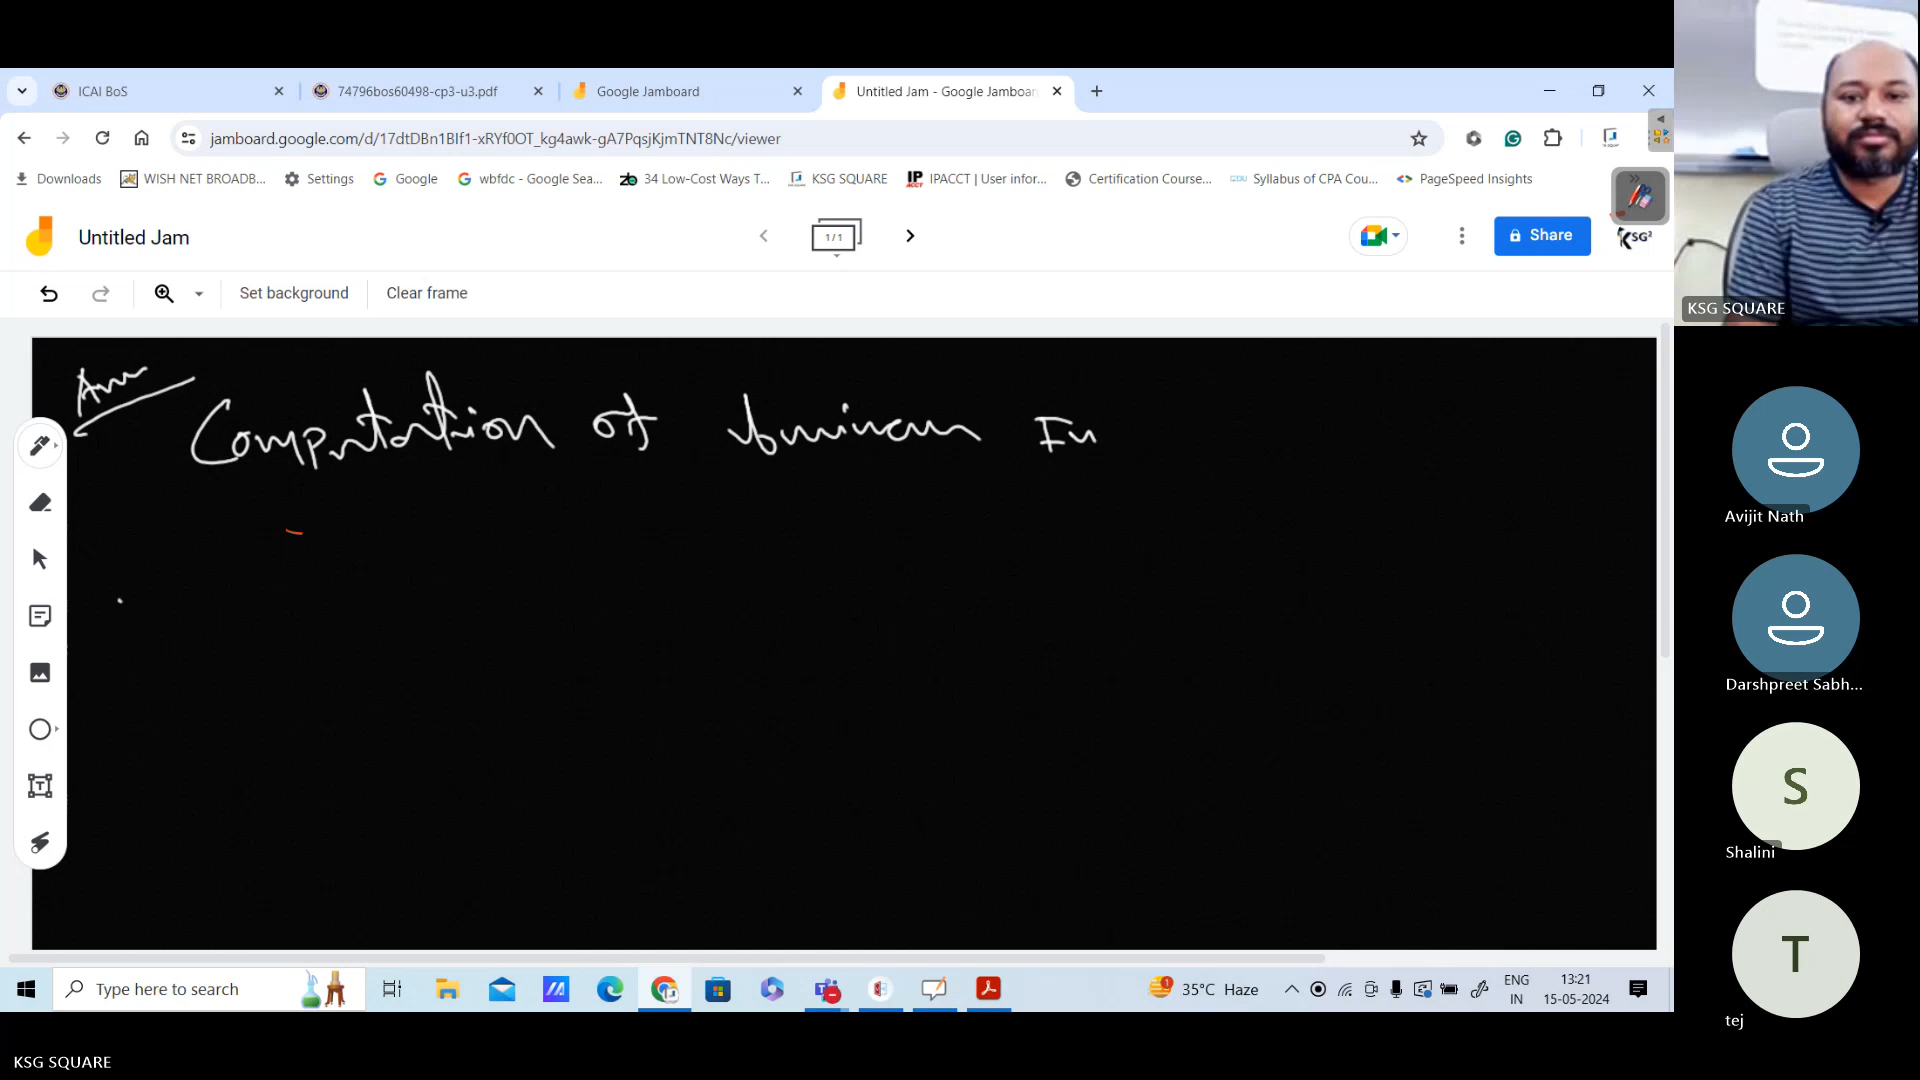 ICAI BoS
74796bos60498-cp3-u3.pdf
Google Jamboard
Untitled Jam - Google Jamboar
jamboard.google.com/d/17dtDBn1BIf1-xRYf0OT_kg4awk-gA7PqsjKjmTNT8Nc/viewer
Downloads
WISH NET BROADB...
Settings
Google
wbfdc - Google Sea...
34 Low-Cost Ways T...
KSG SQUARE
IPACCT | User infor...
Certification Course...
Syllabus of CPA Cou...
PageSpeed Insights
Untitled Jam
1 / 1
Share
KSG²
Set background
Clear frame
KSG SQUARE
Computation of
Avijit Nath
Darshpreet Sabh...
S
Shalini
T
tej
Type here to search
35°C Haze
ENG
IN
13:21
15-05-2024
KSG SQUARE